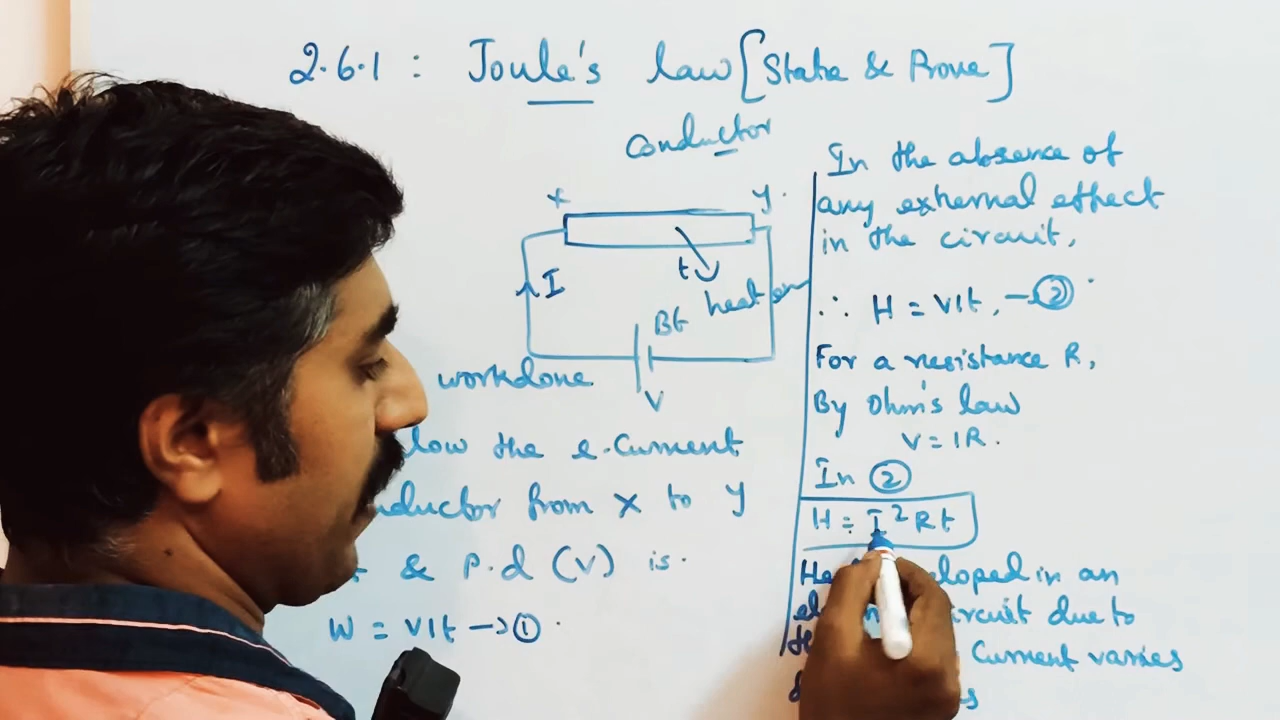 2.6.1 : Joule's law [State & Prove]
conductor
x y
I
t
heat
Bt
V
workdone
low the e.Current
nductor from x to y
& P.d (V) is
W = VIt → ①
In the absence of
any external effect
in the circuit,
∴ H = VIt, — ②
For a resistance R,
By Ohm's law
V = IR.
In ②
H = I²Rt
loped in an
rcuit due to
Current varies